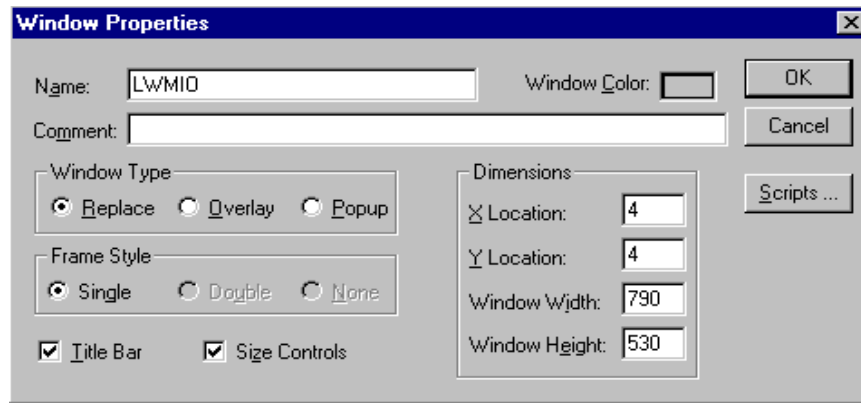 Window Properties
Name: LWMIO Window Color: OK
Comment: Cancel
Window Type Dimensions Scripts ...
Replace Overlay Popup X Location: 4
Frame Style Y Location: 4
Single Double None Window Width: 790
Title Bar Size Controls Window Height: 530